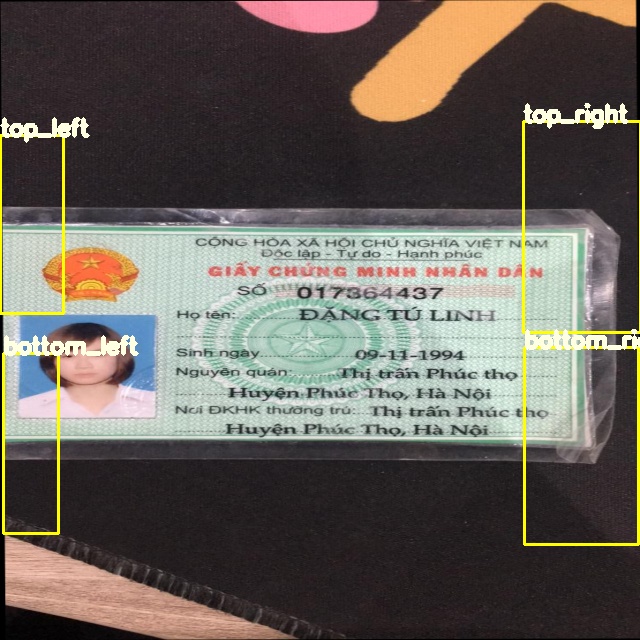 top_left
top_right
CỘNG HÒA XÃ HỘI CHỦ NGHĨA VIỆT NAM
Độc lập - Tự do - Hạnh phúc
GIẤY CHỨNG MINH NHÂN DÂN
SỐ 017364437
Họ tên: ĐẶNG TÚ LINH
bottom_left
bottom_ri
Sinh ngày 09-11-1994
Nguyên quán: Thị trấn Phúc thọ
Huyện Phúc Thọ, Hà Nội
Nơi ĐKHK thường trú: Thị trấn Phúc thọ
Huyện Phúc Thọ, Hà Nội